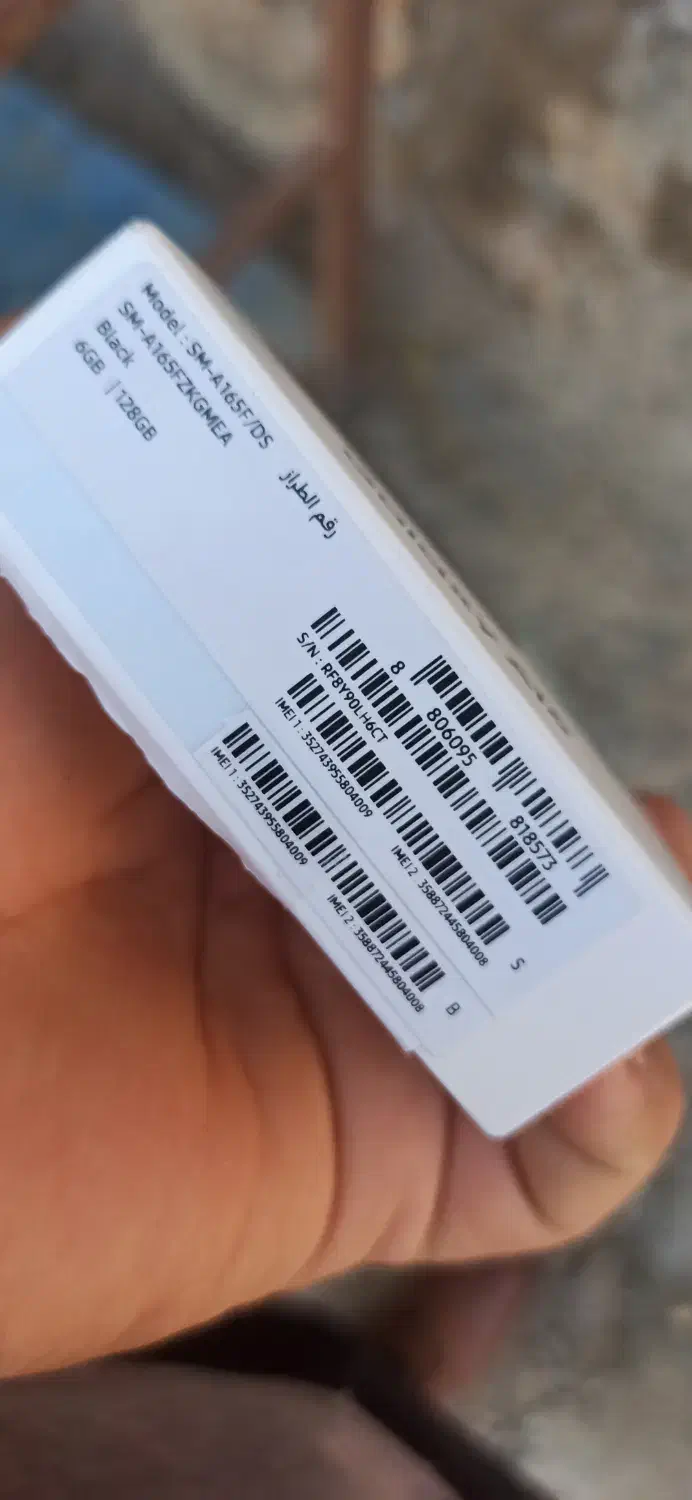 Model : SM-A165F/DS رقم الطراز
SM-A165FZKGMEA
Black
6GB | 128GB
8 806095 818573
S/N : RF8Y90LH6CT
IMEI 1 : 352743955804009 IMEI 2 358872445804008 S
IMEI 1 : 352743955804009 IMEI 2 : 358872445804008 B